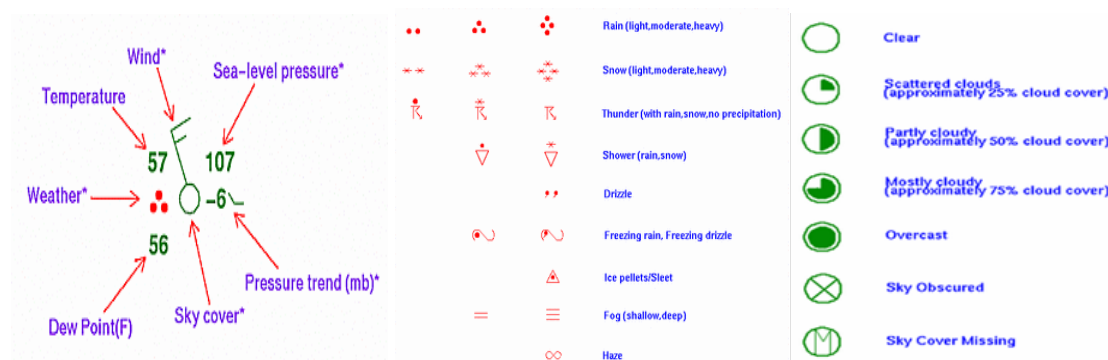 Wind*
Sea-level pressure*
Temperature
57
107
Weather*
-6
56
Pressure trend (mb)*
Sky cover*
Dew Point(F)
Rain (light,moderate,heavy)
Snow (light,moderate,heavy)
Thunder (with rain,snow,no precipitation)
Shower (rain,snow)
Drizzle
Freezing rain, Freezing drizzle
Ice pellets/Sleet
Fog (shallow,deep)
Haze
Clear
Scattered clouds
(approximately 25% cloud cover)
Partly cloudy
(approximately 50% cloud cover)
Mostly cloudy
(approximately 75% cloud cover)
Overcast
Sky Obscured
Sky Cover Missing